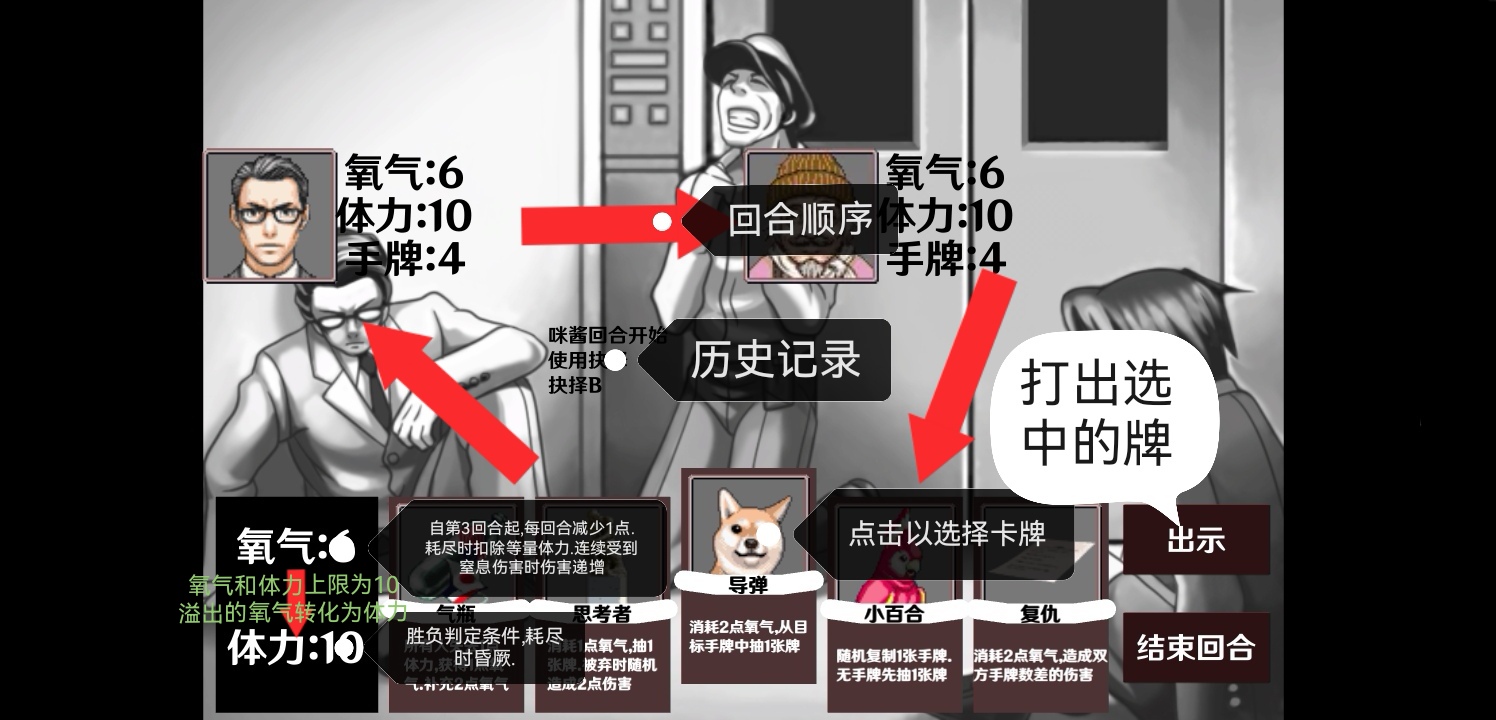 氧气:6
体力:10
手牌:4
氧气:6
体力:10
手牌:4
回合顺序
咪酱回合开始
使用抉
抉择B
历史记录
打出选
中的牌
氧气:6
自第3回合起,每回合减少1点.
耗尽时扣除等量体力.连续受到
窒息伤害时伤害递增
氧气和体力上限为10
溢出的氧气转化为体力
体力:10
胜负判定条件,耗尽
时昏厥.
点击以选择卡牌
气瓶
体力,获
气.补充2点氧气
思考者
消耗1点氧气,抽1
张牌.被弃时随机
造成2点伤害
导弹
消耗2点氧气,从目
标手牌中抽1张牌
小百合
随机复制1张手牌.
无手牌先抽1张牌
复仇
消耗2点氧气,造成双
方手牌数差的伤害
出示
结束回合